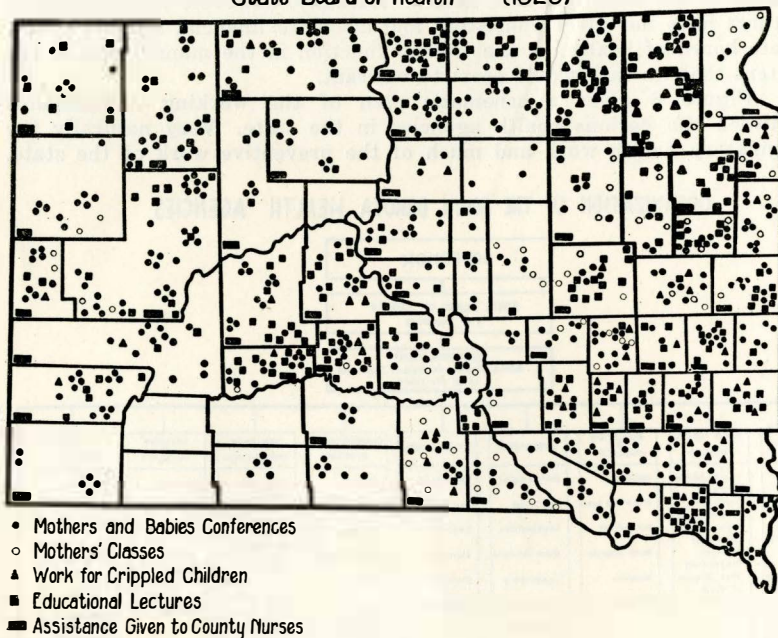 State Board of Health
• Mothers and Babies Conferences
○ Mothers' Classes
▲ Work for Crippled Children
■ Educational Lectures
▬ Assistance Given to County Nurses